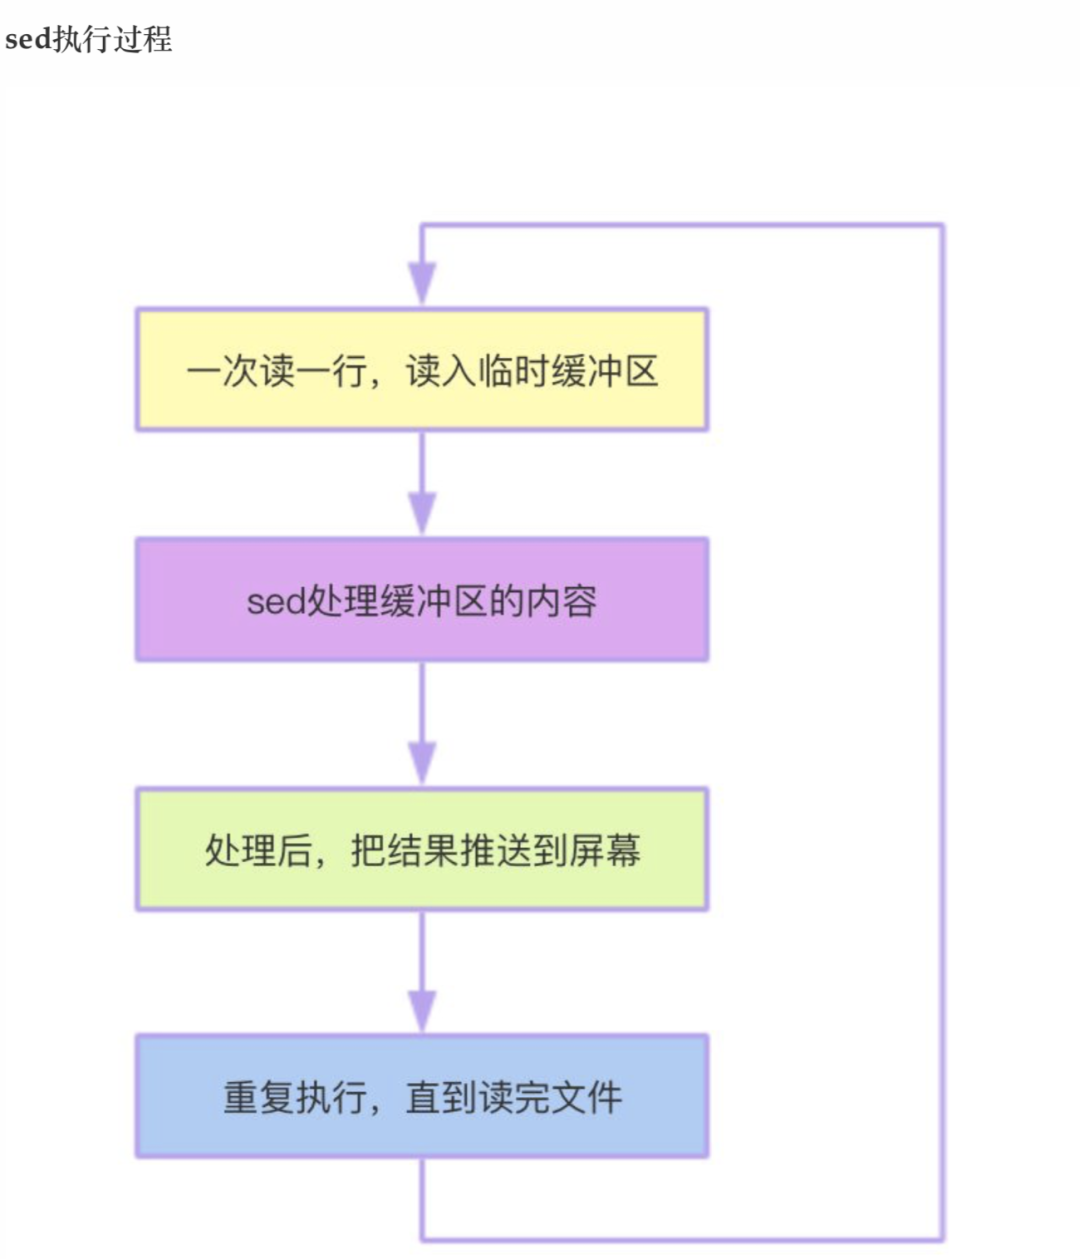 sed执行过程
一次读一行，读入临时缓冲区
sed处理缓冲区的内容
处理后，把结果推送到屏幕
重复执行，直到读完文件